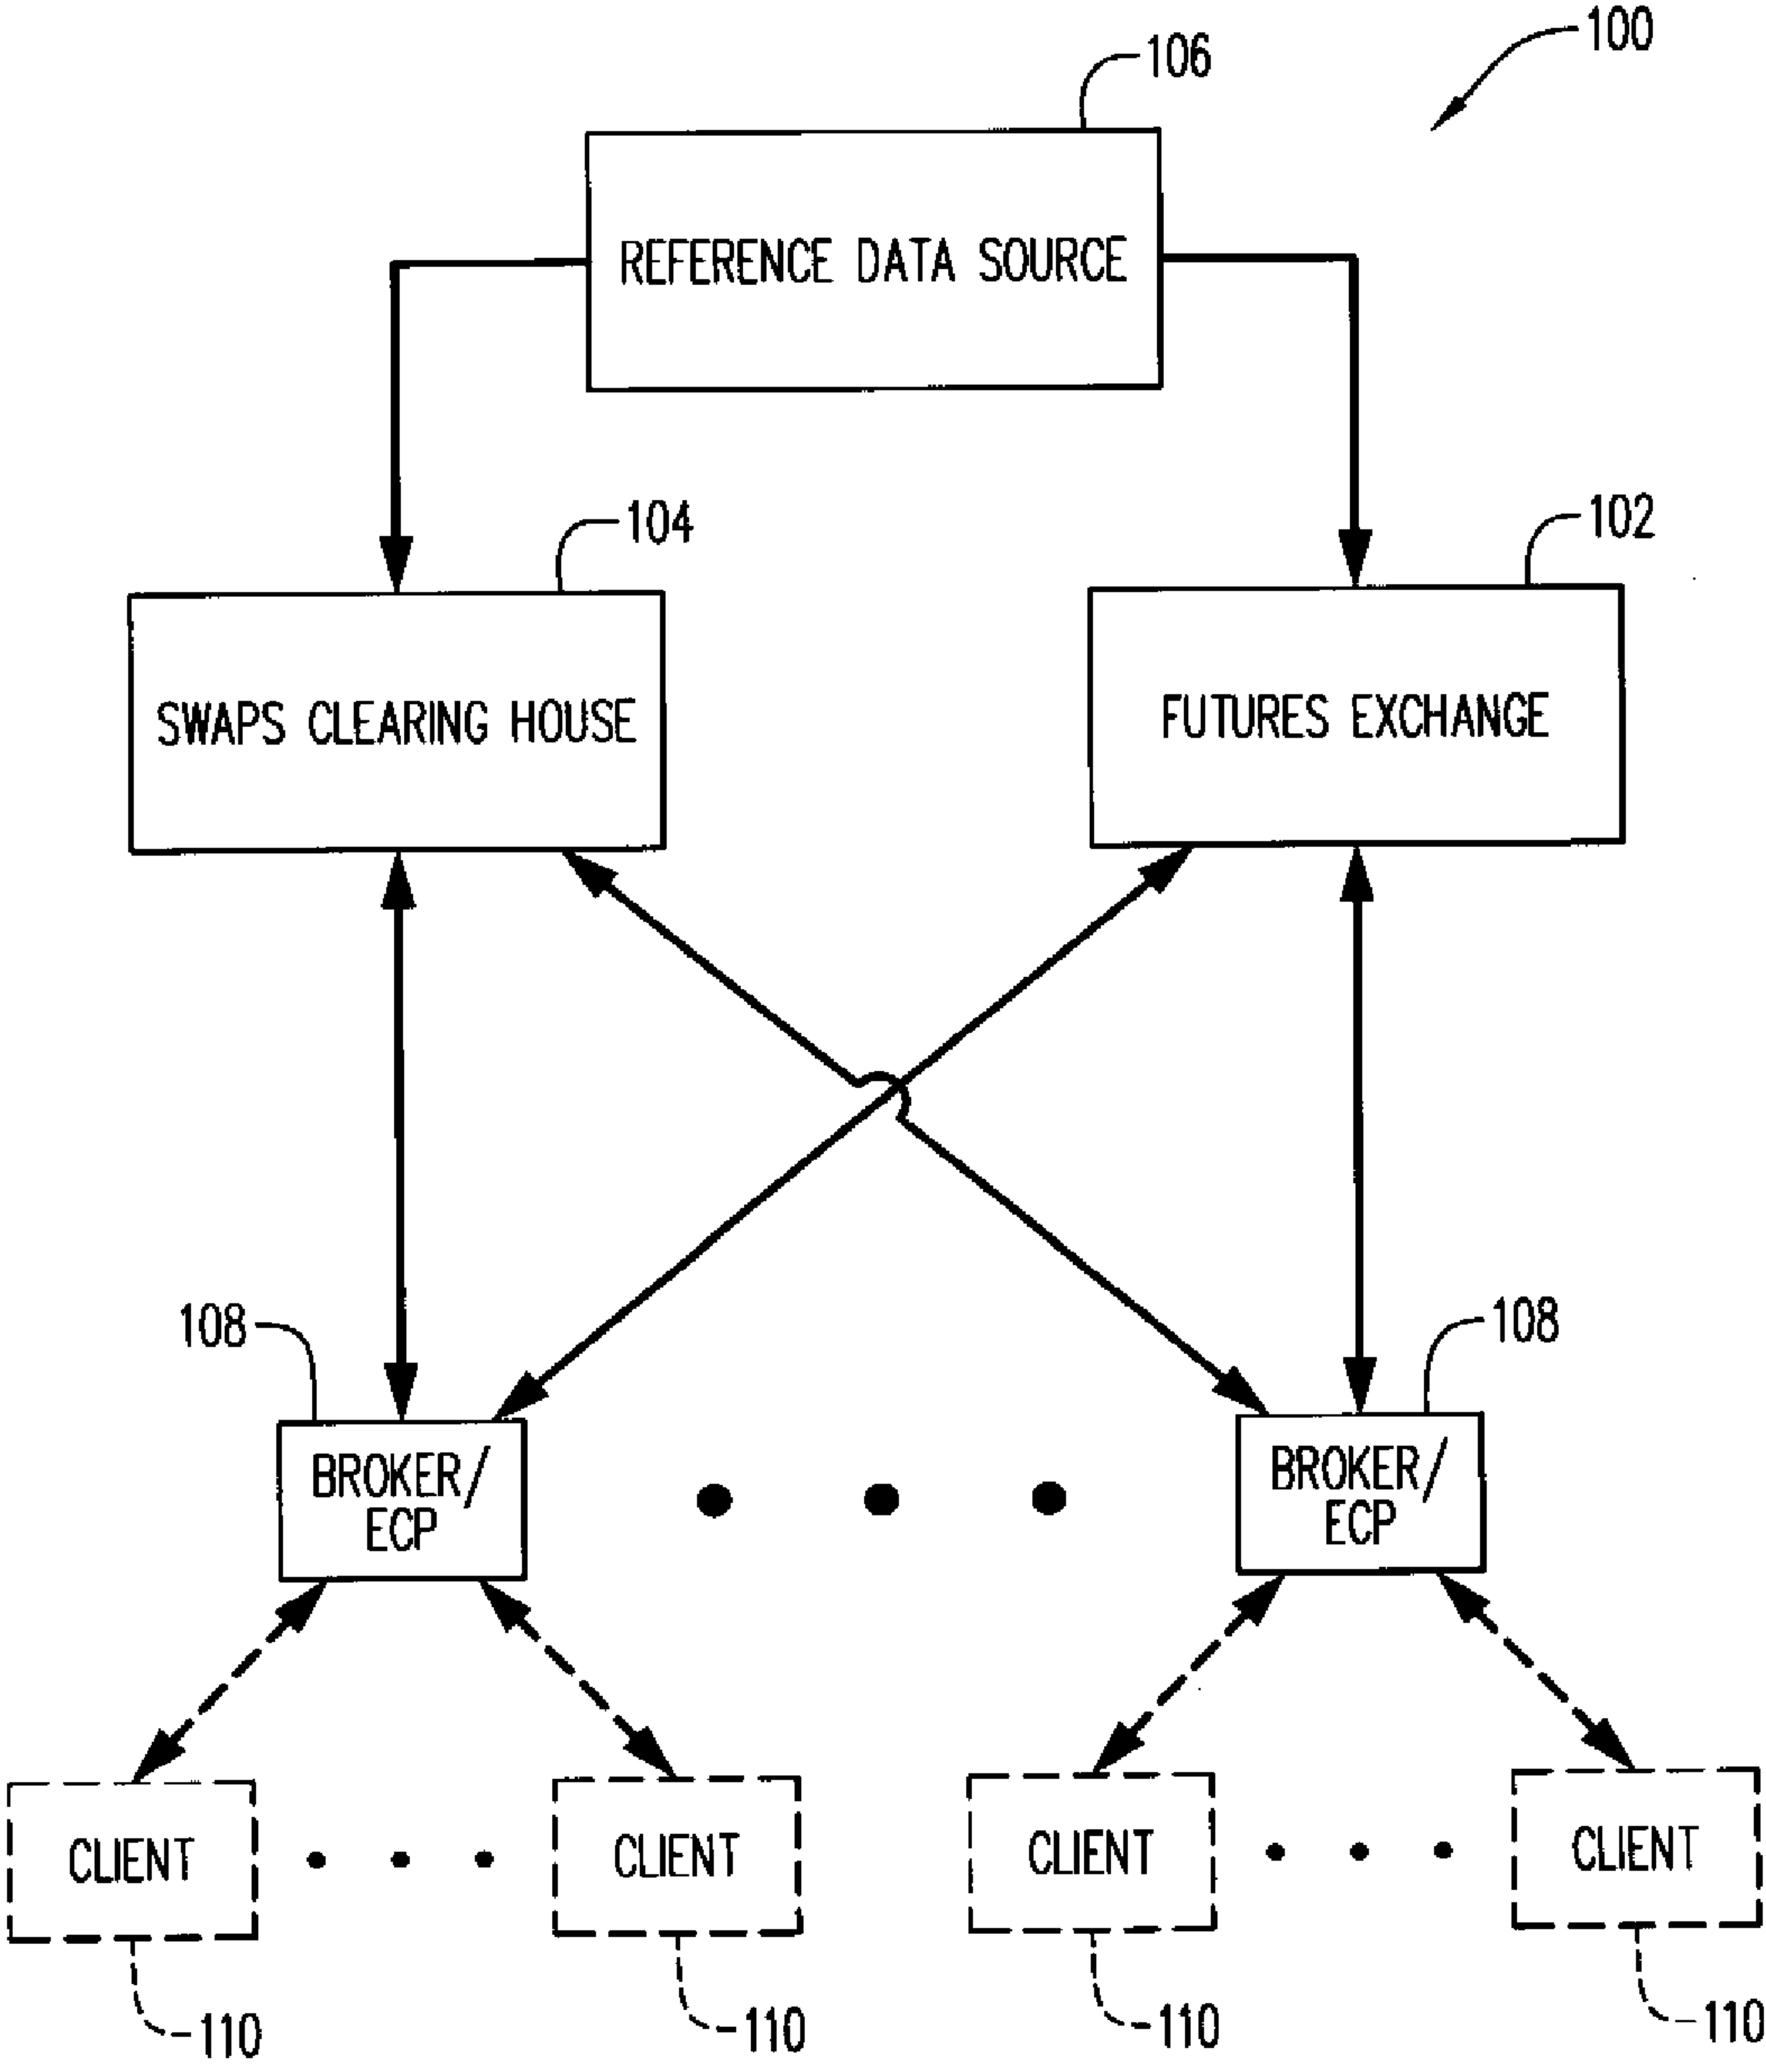 100
106
REFERENCE DATA SOURCE
104
102
SWAPS CLEARING HOUSE
FUTURES EXCHANGE
108
108
BROKER/
ECP
BROKER/
ECP
CLIENT
CLIENT
CLIENT
CLIENT
110
110
110
110